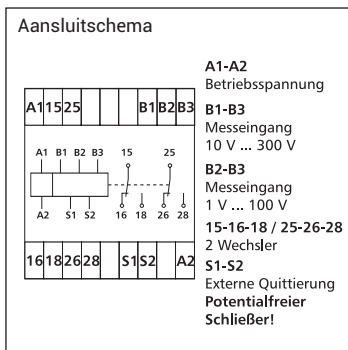 Aansluitschema
A1 15 25 B1 B2 B3
A1 B1 B2 B3 15 25
A2 S1 S2 16 18 26 28
16 18 26 28 S1 S2 A2
A1-A2
Betriebsspannung
B1-B3
Messeingang
10 V ... 300 V
B2-B3
Messeingang
1 V ... 100 V
15-16-18 / 25-26-28
2 Wechsler
S1-S2
Externe Quittierung
Potentialfreier
Schließer!